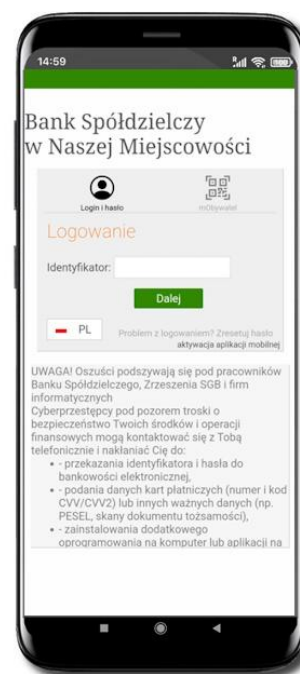 14:59
Bank Spółdzielczy
w Naszej Miejscowości
Login i hasło
mObywatel
Logowanie
Identyfikator:
Dalej
PL
Problem z logowaniem? Zresetuj hasło
aktywacja aplikacji mobilnej
UWAGA! Oszuści podszywają się pod pracowników
Banku Spółdzielczego, Zrzeszenia SGB i firm
informatycznych
Cyberprzestępcy pod pozorem troski o
bezpieczeństwo Twoich środków i operacji
finansowych mogą kontaktować się z Tobą
telefonicznie i nakłaniać Cię do:
- przekazania identyfikatora i hasła do
bankowości elektronicznej,
- podania danych kart płatniczych (numer i kod
CVV/CVV2) lub innych ważnych danych (np.
PESEL, skany dokumentu tożsamości),
- zainstalowania dodatkowego
oprogramowania na komputer lub aplikacji na